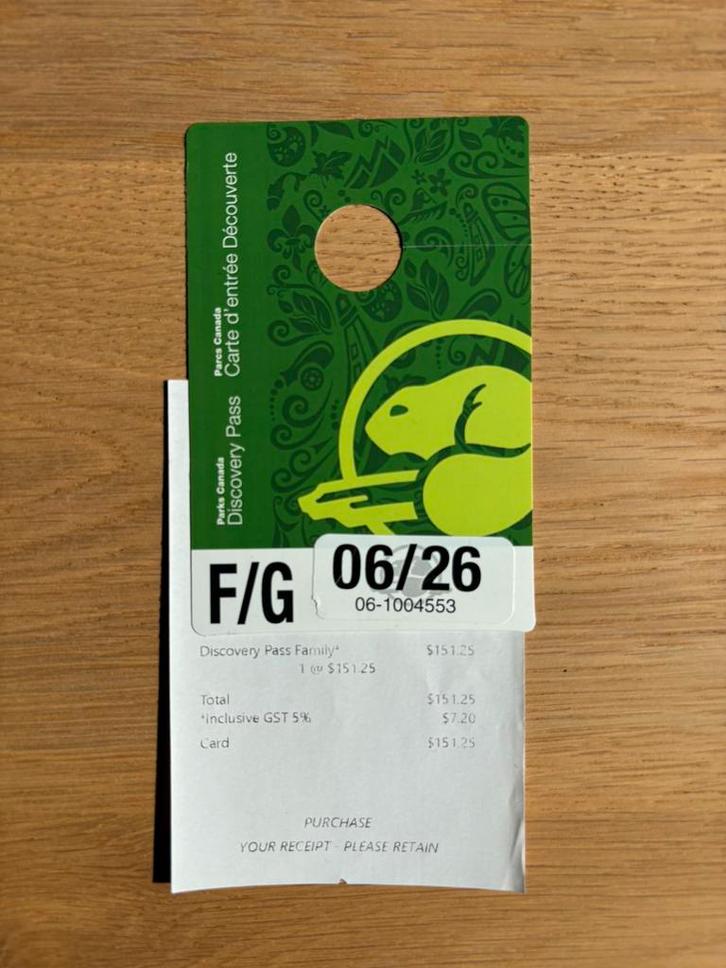 Parks Canada
Discovery Pass
Parcs Canada
Carte d'entrée Découverte
F/G
06/26
06-1004553
Discovery Pass Family* $151.25
1 @ $151.25
Total $151.25
*Inclusive GST 5% $7.20
Card $151.25
PURCHASE
YOUR RECEIPT - PLEASE RETAIN